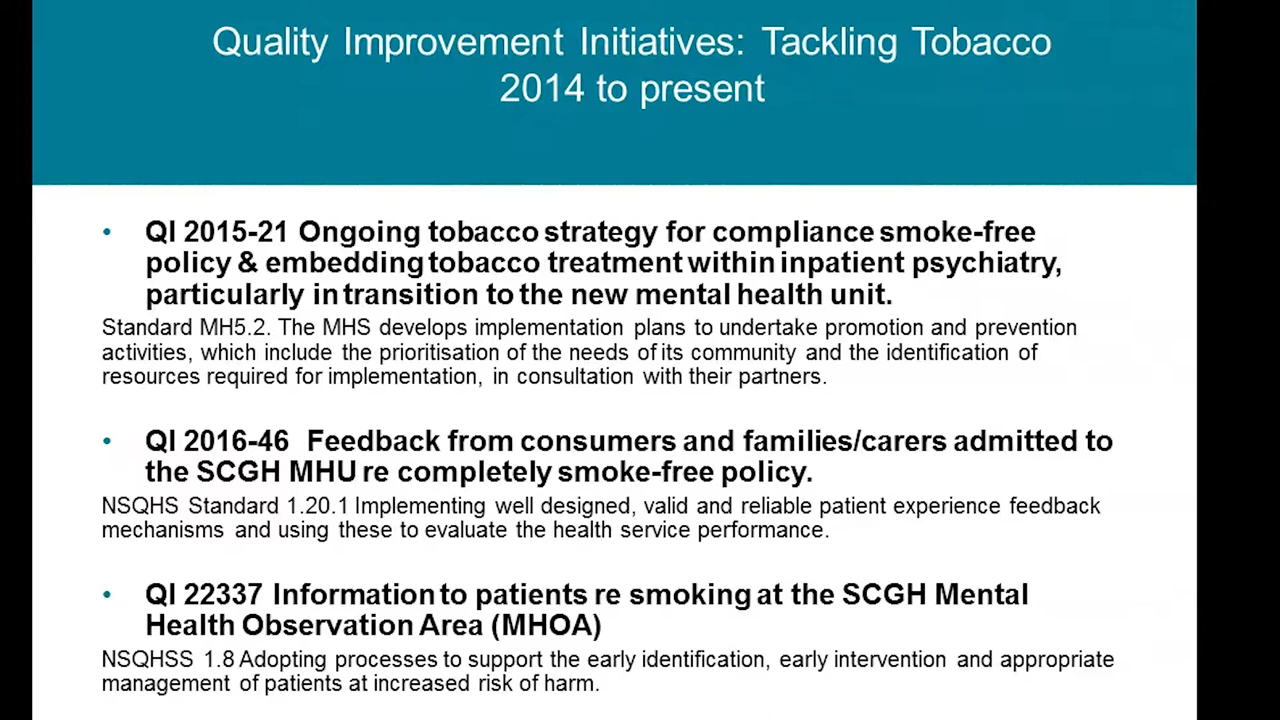 Quality Improvement Initiatives: Tackling Tobacco
2014 to present
• QI 2015-21 Ongoing tobacco strategy for compliance smoke-free
policy & embedding tobacco treatment within inpatient psychiatry,
particularly in transition to the new mental health unit.
Standard MH5.2. The MHS develops implementation plans to undertake promotion and prevention
activities, which include the prioritisation of the needs of its community and the identification of
resources required for implementation, in consultation with their partners.
• QI 2016-46 Feedback from consumers and families/carers admitted to
the SCGH MHU re completely smoke-free policy.
NSQHS Standard 1.20.1 Implementing well designed, valid and reliable patient experience feedback
mechanisms and using these to evaluate the health service performance.
• QI 22337 Information to patients re smoking at the SCGH Mental
Health Observation Area (MHOA)
NSQHSS 1.8 Adopting processes to support the early identification, early intervention and appropriate
management of patients at increased risk of harm.